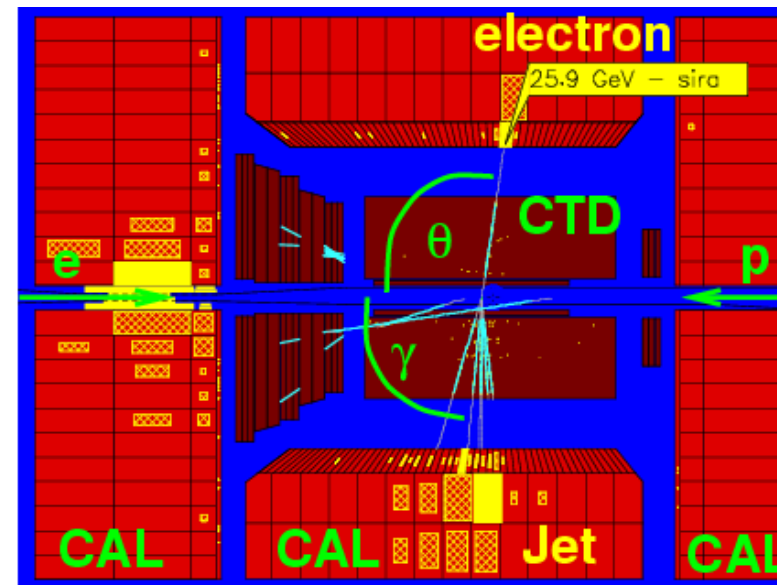 electron
25.9 GeV – sira
CTD
θ
e
p
γ
CAL
CAL
Jet
CAL